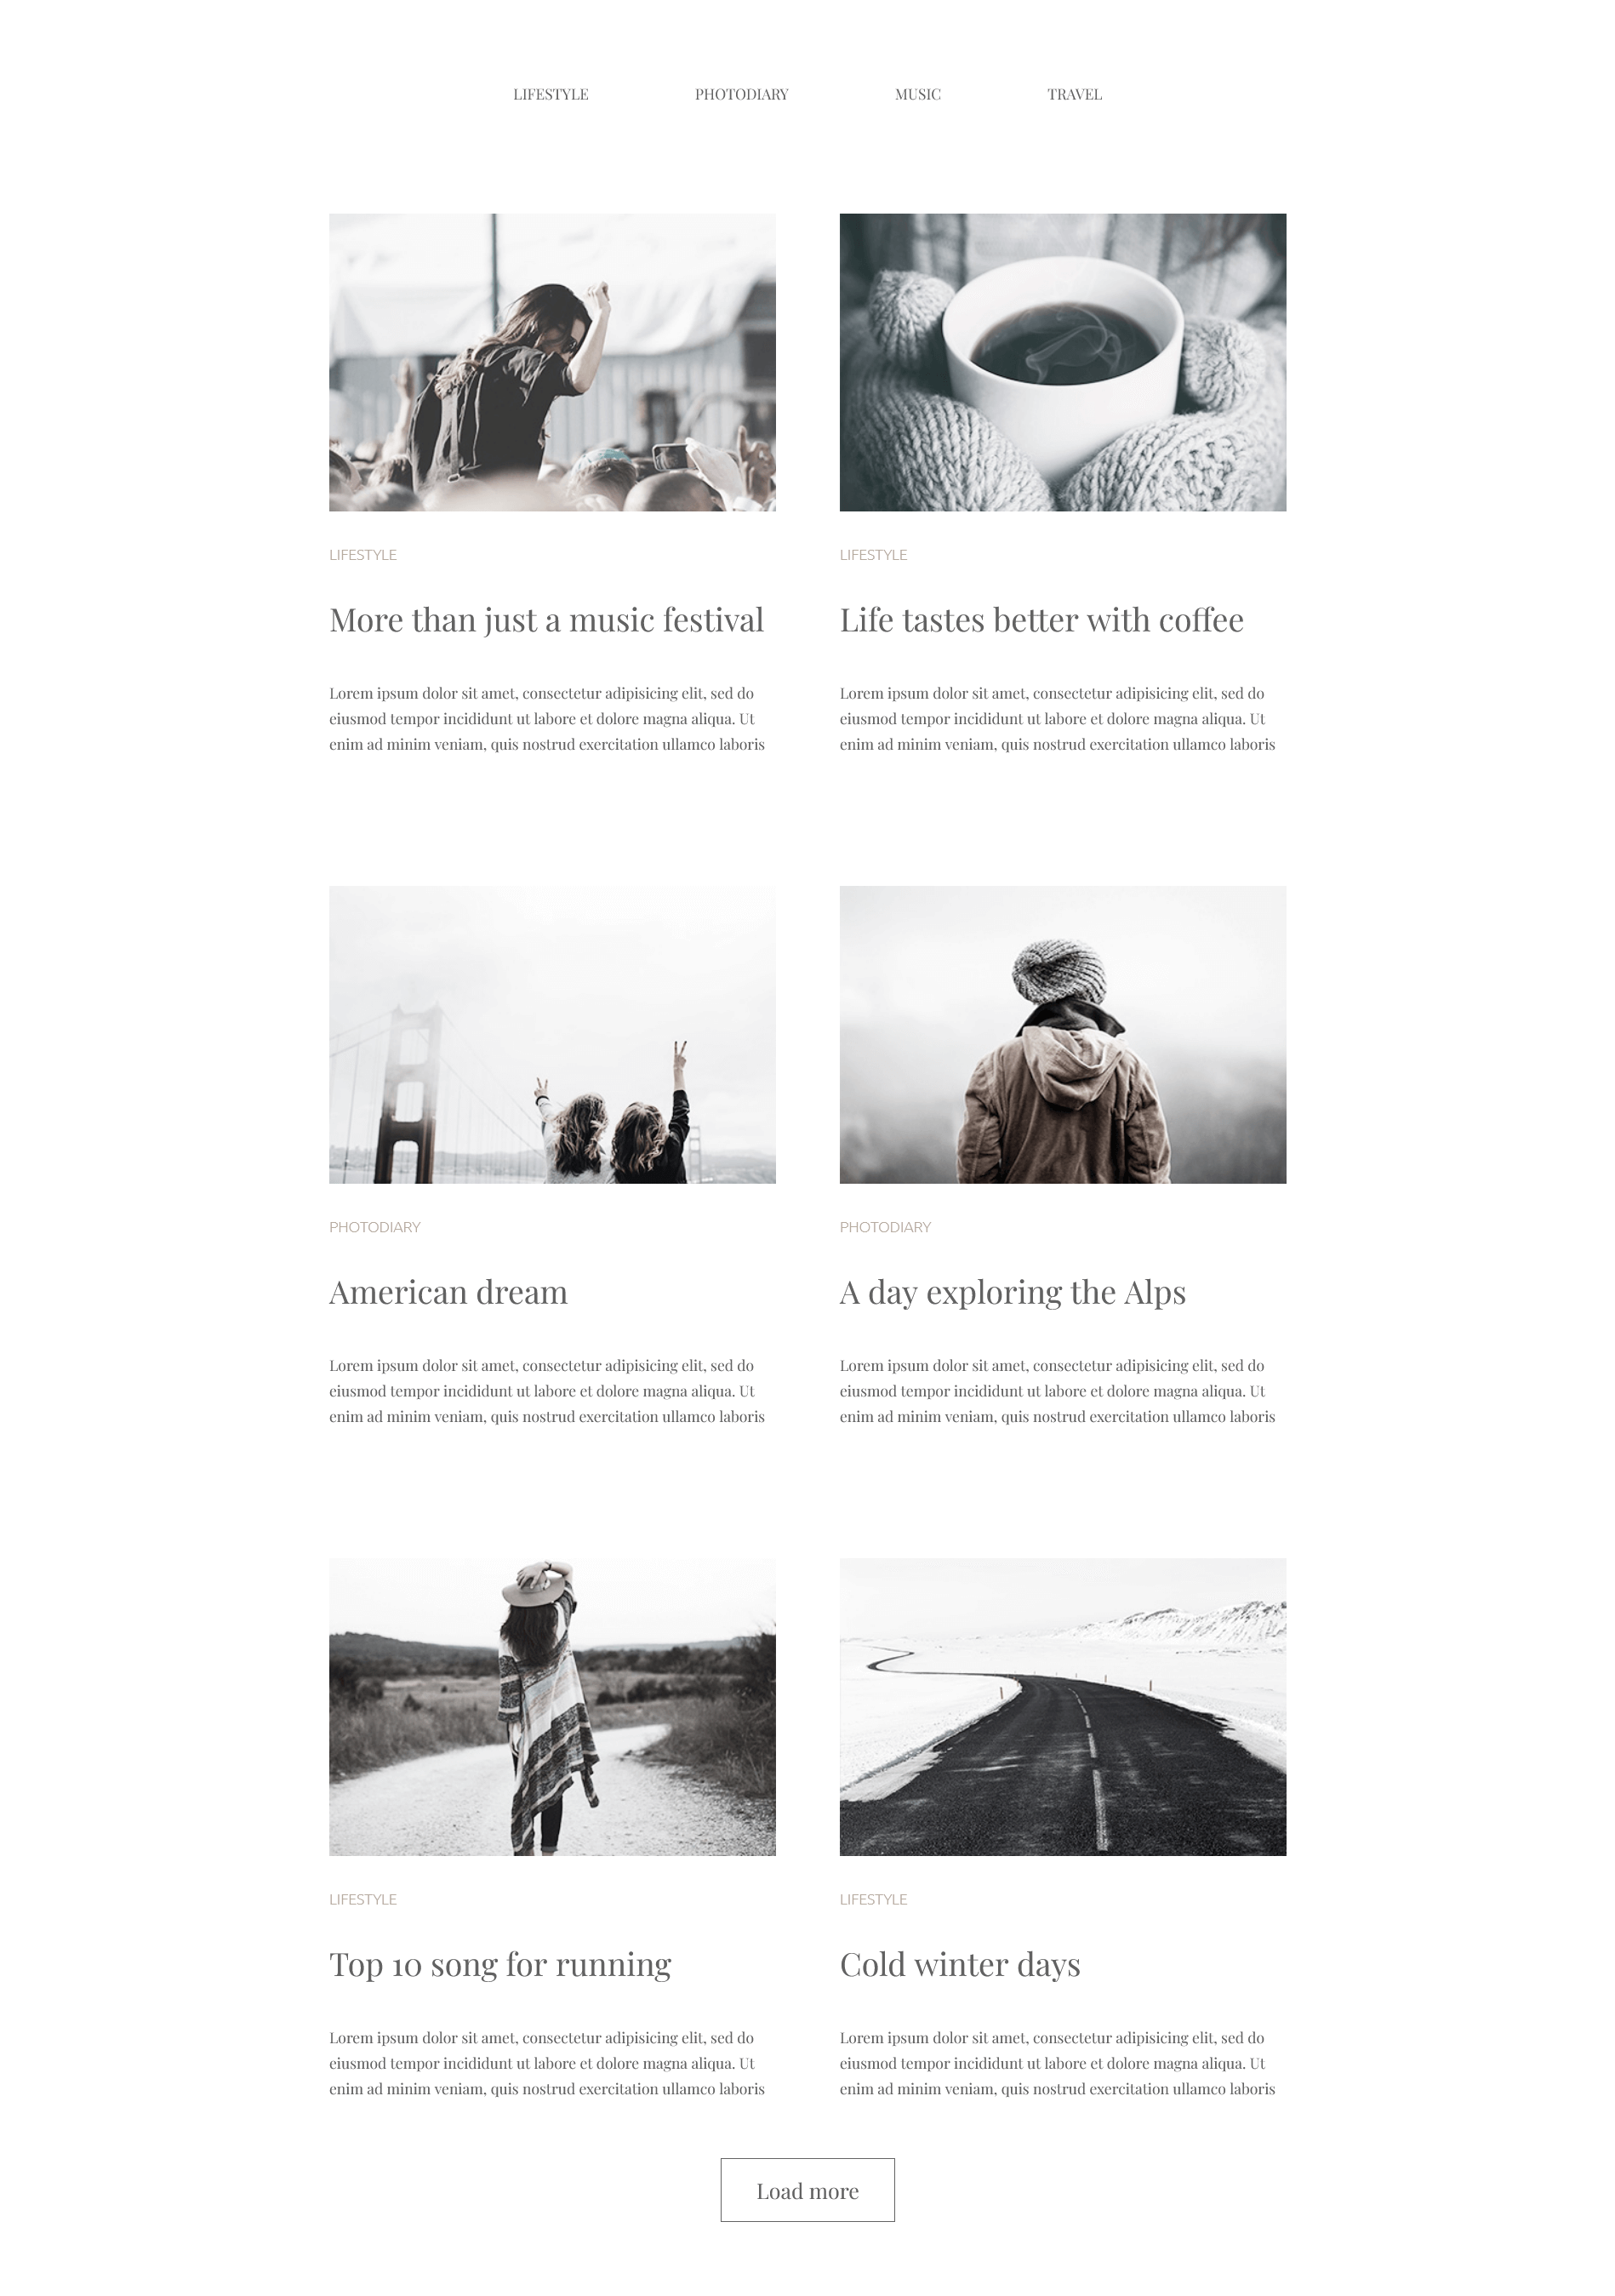 LIFESTYLE PHOTODIARY MUSIC TRAVEL
LIFESTYLE
More than just a music festival
Lorem ipsum dolor sit amet, consectetur adipisicing elit, sed do
eiusmod tempor incididunt ut labore et dolore magna aliqua. Ut
enim ad minim veniam, quis nostrud exercitation ullamco laboris
LIFESTYLE
Life tastes better with coffee
Lorem ipsum dolor sit amet, consectetur adipisicing elit, sed do
eiusmod tempor incididunt ut labore et dolore magna aliqua. Ut
enim ad minim veniam, quis nostrud exercitation ullamco laboris
PHOTODIARY
American dream
Lorem ipsum dolor sit amet, consectetur adipisicing elit, sed do
eiusmod tempor incididunt ut labore et dolore magna aliqua. Ut
enim ad minim veniam, quis nostrud exercitation ullamco laboris
PHOTODIARY
A day exploring the Alps
Lorem ipsum dolor sit amet, consectetur adipisicing elit, sed do
eiusmod tempor incididunt ut labore et dolore magna aliqua. Ut
enim ad minim veniam, quis nostrud exercitation ullamco laboris
LIFESTYLE
Top 10 song for running
Lorem ipsum dolor sit amet, consectetur adipisicing elit, sed do
eiusmod tempor incididunt ut labore et dolore magna aliqua. Ut
enim ad minim veniam, quis nostrud exercitation ullamco laboris
LIFESTYLE
Cold winter days
Lorem ipsum dolor sit amet, consectetur adipisicing elit, sed do
eiusmod tempor incididunt ut labore et dolore magna aliqua. Ut
enim ad minim veniam, quis nostrud exercitation ullamco laboris
Load more